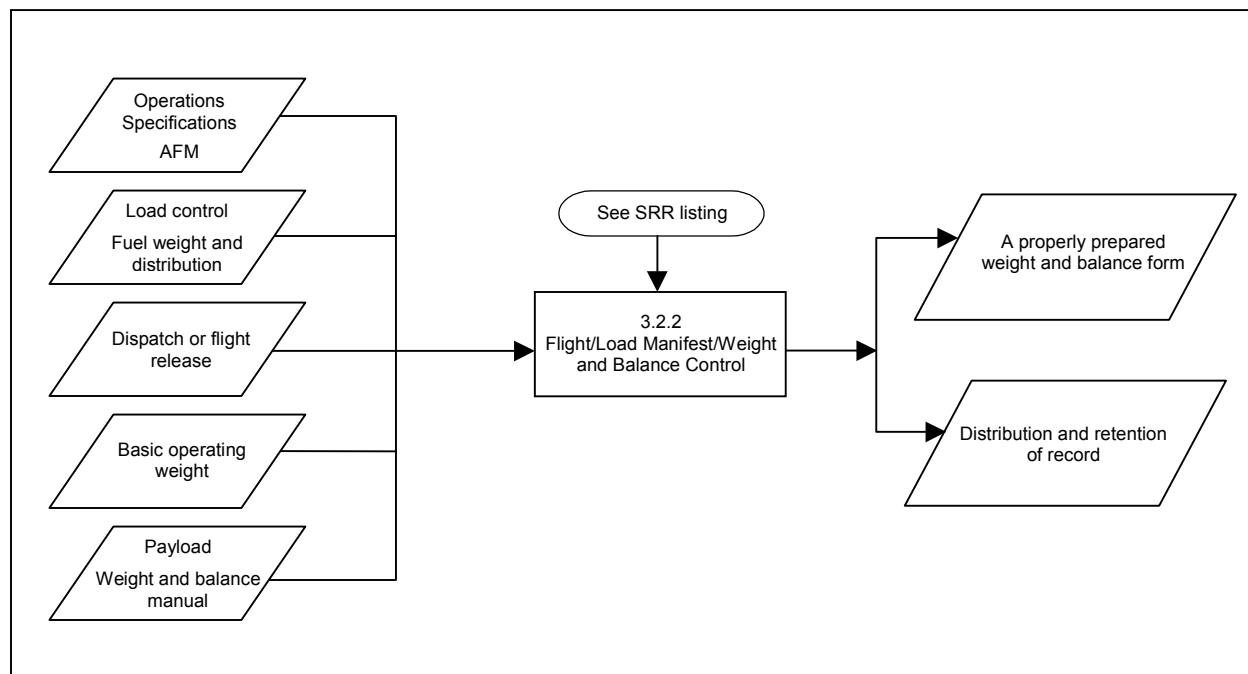 Operations
Specifications
AFM
Load control
Fuel weight and
distribution
Dispatch or flight
release
Basic operating
weight
Payload
Weight and balance
manual
See SRR listing
3.2.2
Flight/Load Manifest/Weight
and Balance Control
A properly prepared
weight and balance form
Distribution and retention
of record